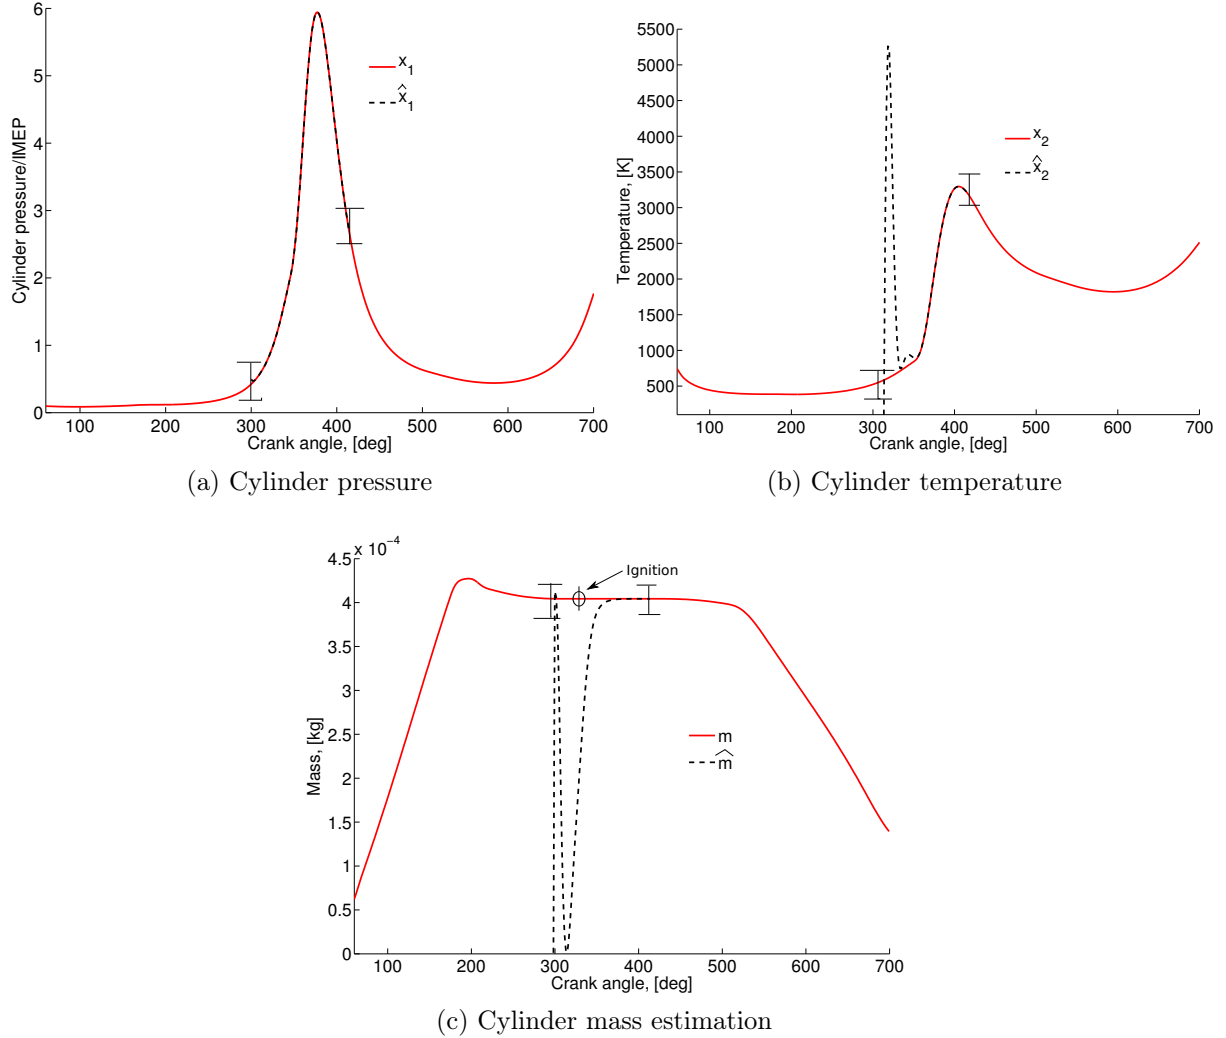 6
5
4
3
2
1
0
Cylinder pressure/IMEP
x1
x̂1
100 200 300 400 500 600 700
Crank angle, [deg]
(a) Cylinder pressure
5500
5000
4500
4000
3500
3000
2500
2000
1500
1000
500
Temperature, [K]
x2
x̂2
100 200 300 400 500 600 700
Crank angle, [deg]
(b) Cylinder temperature
x 10−4
4.5
4
3.5
3
2.5
2
1.5
1
0.5
0
Mass, [kg]
Ignition
m
m̂
100 200 300 400 500 600 700
Crank angle, [deg]
(c) Cylinder mass estimation